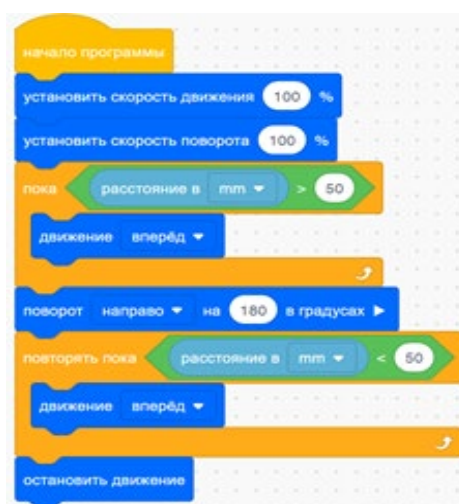 начало программы
установить скорость движения 100 %
установить скорость поворота 100 %
пока расстояние в mm > 50
движение вперёд
поворот направо на 180 в градусах
повторять пока расстояние в mm < 50
движение вперёд
остановить движение